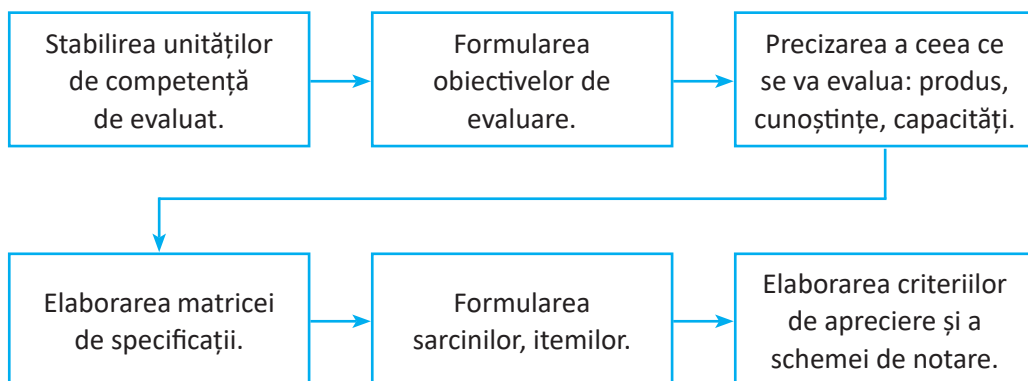 Stabilirea unităților
de competență
de evaluat.
Formularea
obiectivelor de
evaluare.
Precizarea a ceea ce
se va evalua: produs,
cunoștințe, capacități.
Elaborarea matricei
de specificații.
Formularea
sarcinilor, itemilor.
Elaborarea criteriilor
de apreciere și a
schemei de notare.